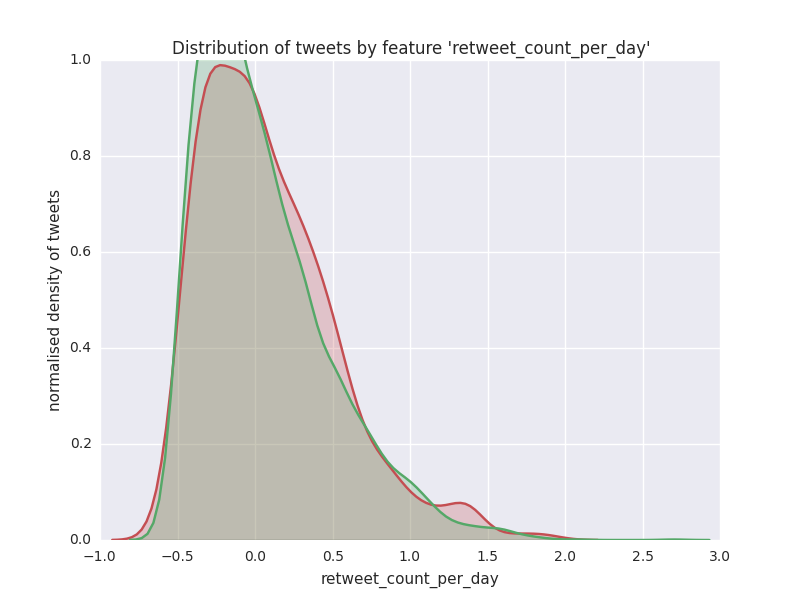 Distribution of tweets by feature 'retweet_count_per_day'
1.0
0.8
0.6
0.4
0.2
0.0
normalised density of tweets
−1.0 −0.5 0.0 0.5 1.0 1.5 2.0 2.5 3.0
retweet_count_per_day